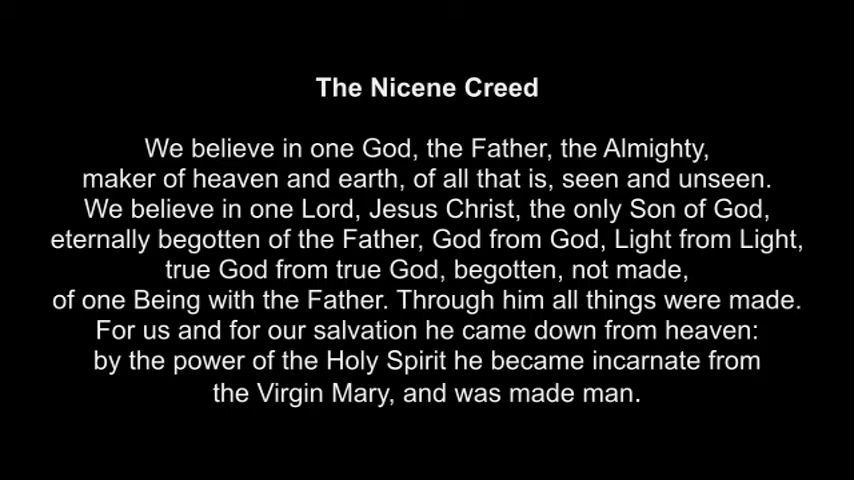 The Nicene Creed
We believe in one God, the Father, the Almighty,
maker of heaven and earth, of all that is, seen and unseen.
We believe in one Lord, Jesus Christ, the only Son of God,
eternally begotten of the Father, God from God, Light from Light,
true God from true God, begotten, not made,
of one Being with the Father. Through him all things were made.
For us and for our salvation he came down from heaven:
by the power of the Holy Spirit he became incarnate from
the Virgin Mary, and was made man.